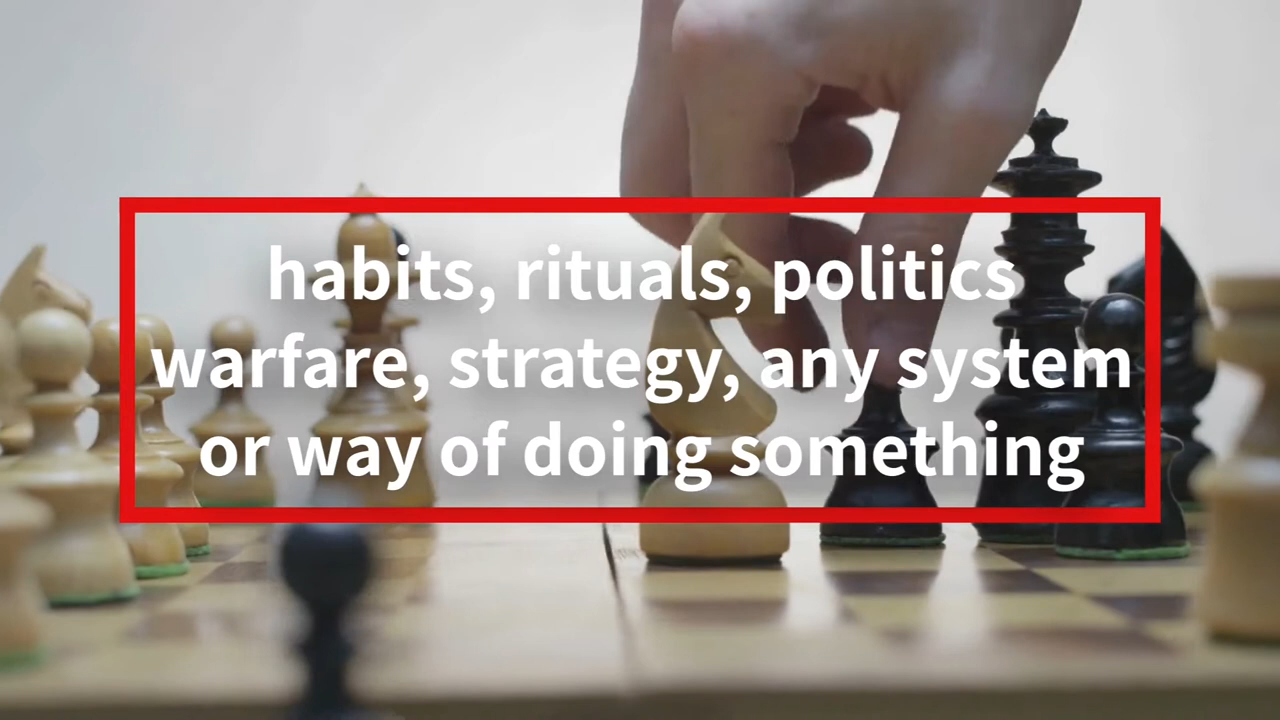 habits, rituals, politics
warfare, strategy, any system
or way of doing something